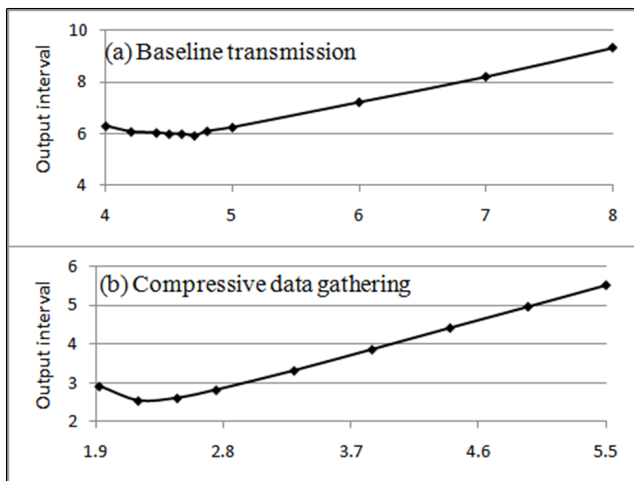 (a) Baseline transmission
Output interval
10
8
6
4
4 5 6 7 8
(b) Compressive data gathering
Output interval
6
5
4
3
2
1.9 2.8 3.7 4.6 5.5